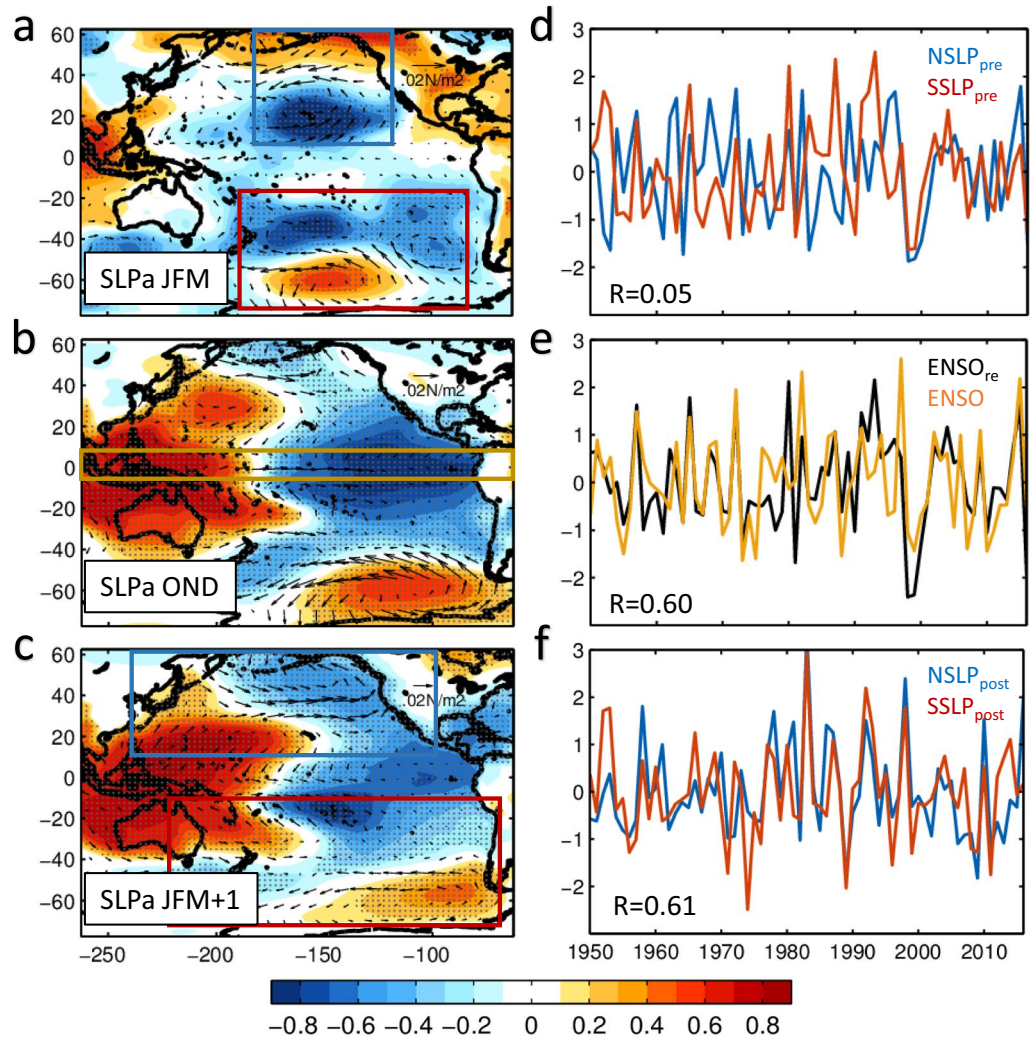 a
60
40
20
0
−20
−40
−60
02N/m2
SLPa JFM
d
3
2
1
0
−1
−2
NSLPpre
SSLPpre
R=0.05
b
60
40
20
0
−20
−40
−60
02N/m2
SLPa OND
e
3
2
1
0
−1
−2
ENSOre
ENSO
R=0.60
c
60
40
20
0
−20
−40
−60
02N/m2
SLPa JFM+1
−250 −200 −150 −100
f
3
2
1
0
−1
−2
NSLPpost
SSLPpost
R=0.61
1950 1960 1970 1980 1990 2000 2010
−0.8 −0.6 −0.4 −0.2 0 0.2 0.4 0.6 0.8